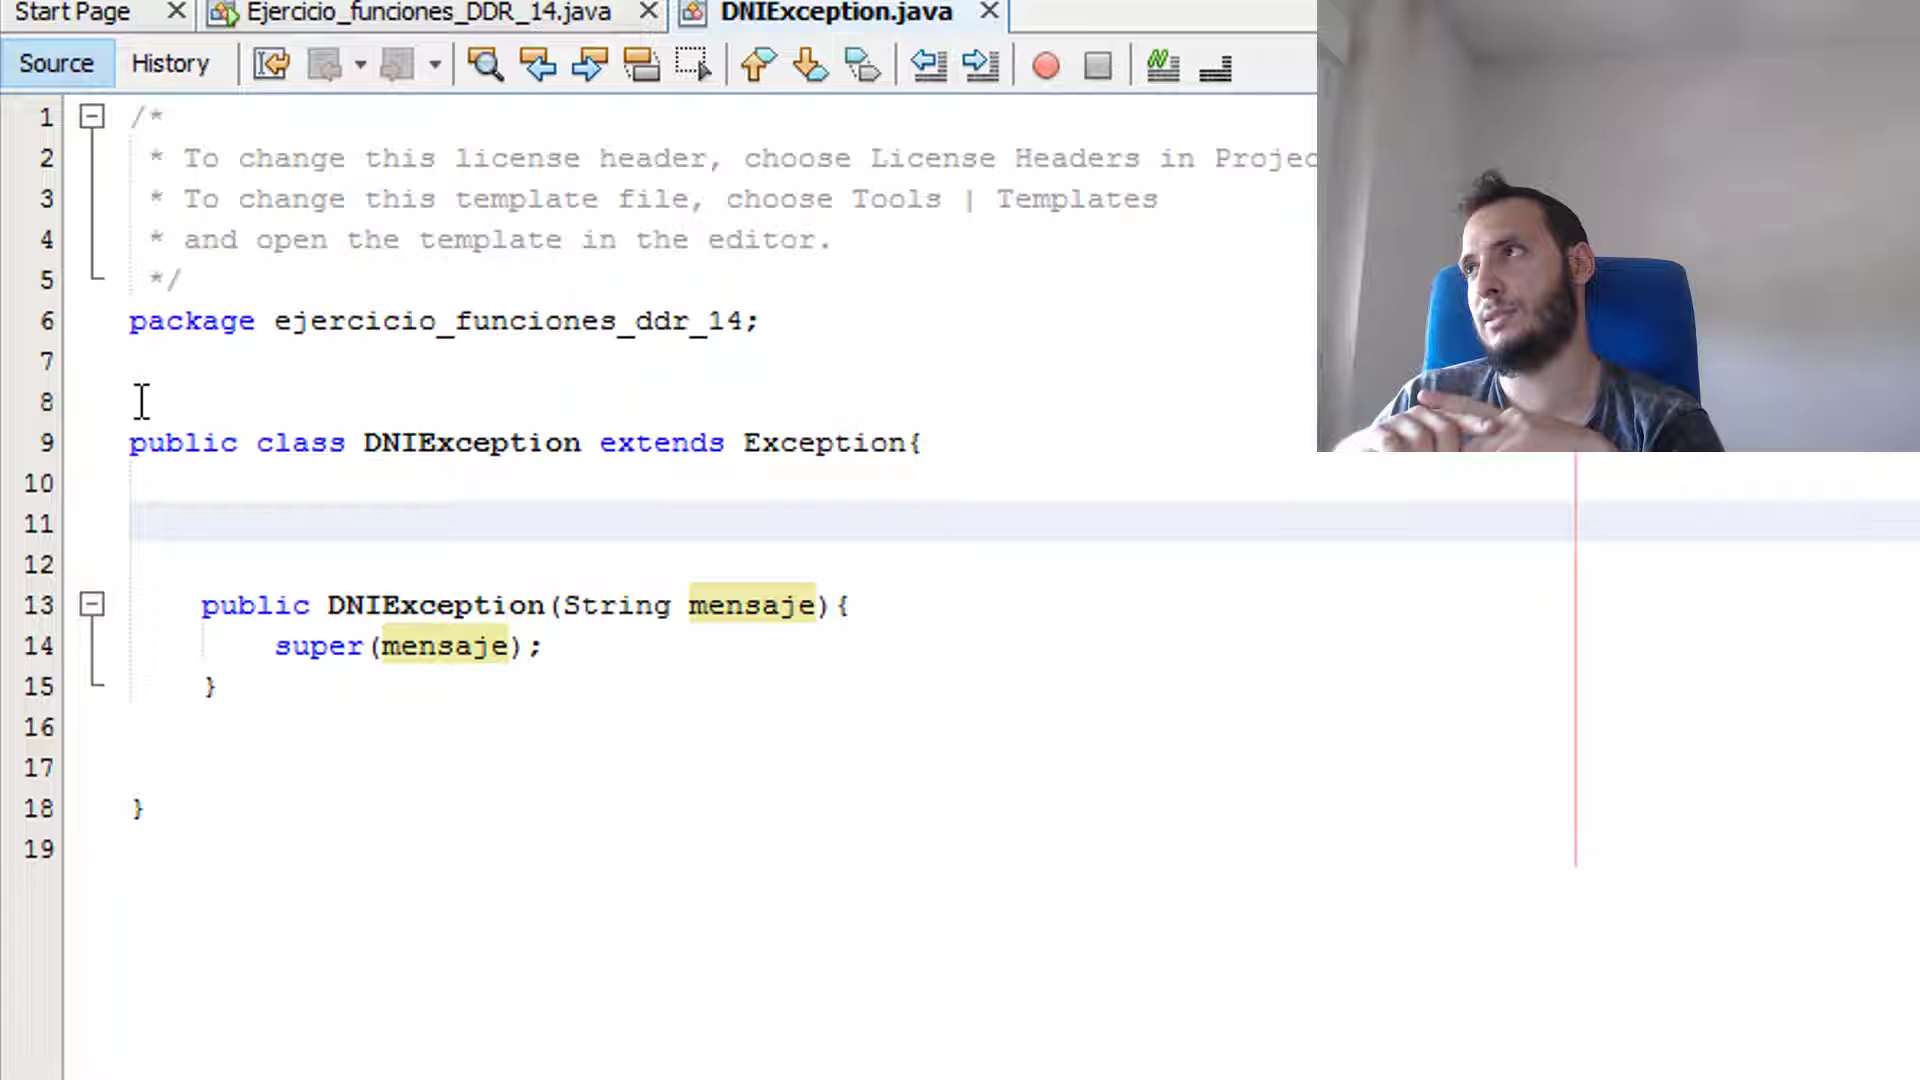 Start Page
Ejercicio_funciones_DDR_14.java
DNIException.java
Source
History
1 /*
2 * To change this license header, choose License Headers in Projec
3 * To change this template file, choose Tools | Templates
4 * and open the template in the editor.
5 */
6 package ejercicio_funciones_ddr_14;
7
8
9 public class DNIException extends Exception{
10
11
12
13 public DNIException(String mensaje){
14 super(mensaje);
15 }
16
17
18 }
19